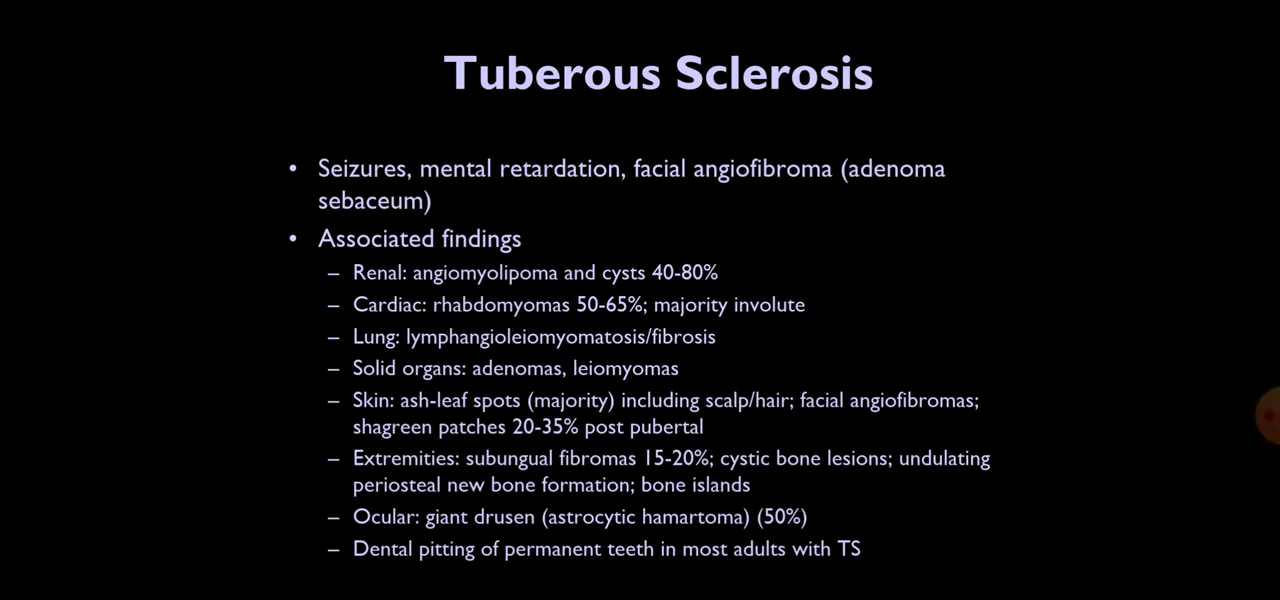 Tuberous Sclerosis
• Seizures, mental retardation, facial angiofibroma (adenoma
sebaceum)
• Associated findings
– Renal: angiomyolipoma and cysts 40-80%
– Cardiac: rhabdomyomas 50-65%; majority involute
– Lung: lymphangioleiomyomatosis/fibrosis
– Solid organs: adenomas, leiomyomas
– Skin: ash-leaf spots (majority) including scalp/hair; facial angiofibromas;
shagreen patches 20-35% post pubertal
– Extremities: subungual fibromas 15-20%; cystic bone lesions; undulating
periosteal new bone formation; bone islands
– Ocular: giant drusen (astrocytic hamartoma) (50%)
– Dental pitting of permanent teeth in most adults with TS